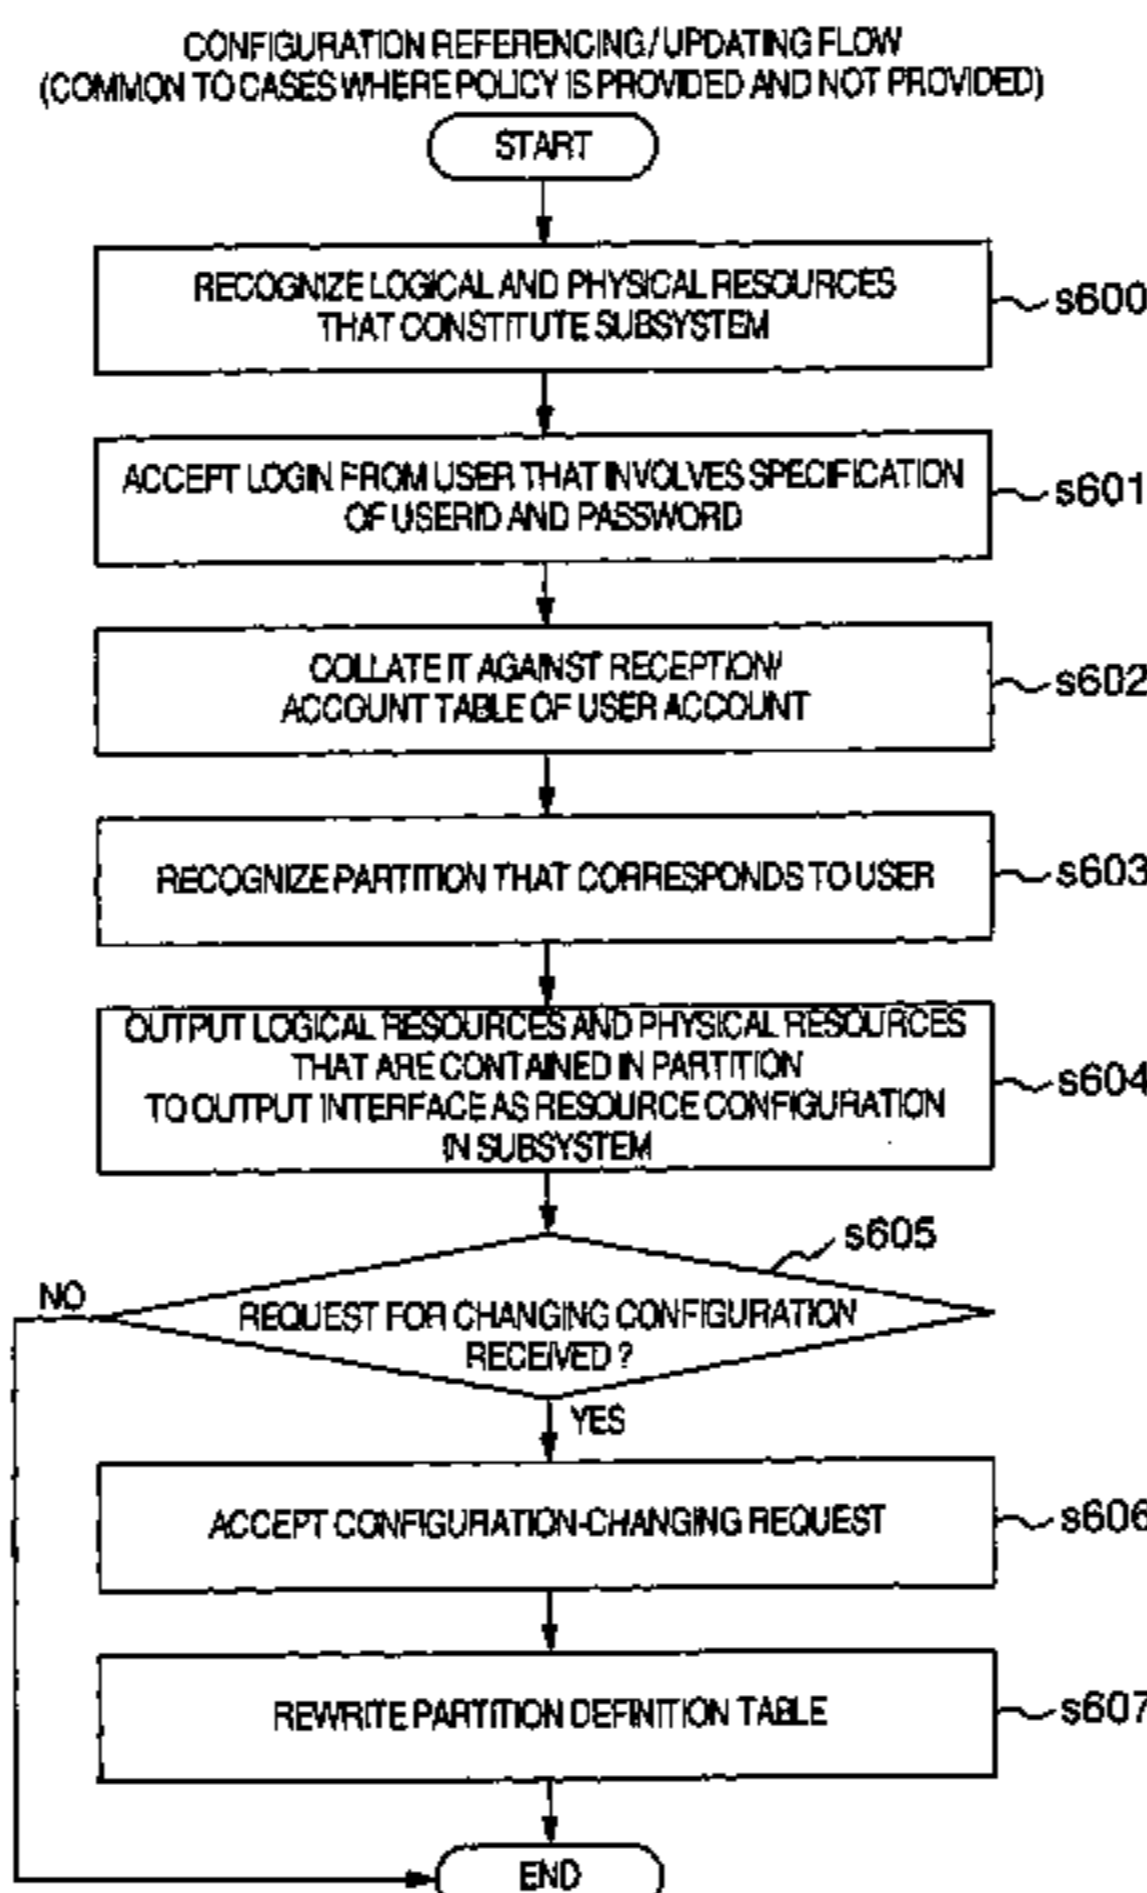 CONFIGURATION REFERENCING/UPDATING FLOW
(COMMON TO CASES WHERE POLICY IS PROVIDED AND NOT PROVIDED)
START
RECOGNIZE LOGICAL AND PHYSICAL RESOURCES
THAT CONSTITUTE SUBSYSTEM
s600
ACCEPT LOGIN FROM USER THAT INVOLVES SPECIFICATION
OF USERID AND PASSWORD
s601
COLLATE IT AGAINST RECEPTION/
ACCOUNT TABLE OF USER ACCOUNT
s602
RECOGNIZE PARTITION THAT CORRESPONDS TO USER
s603
OUTPUT LOGICAL RESOURCES AND PHYSICAL RESOURCES
THAT ARE CONTAINED IN PARTITION
TO OUTPUT INTERFACE AS RESOURCE CONFIGURATION
IN SUBSYSTEM
s604
s605
NO
REQUEST FOR CHANGING CONFIGURATION
RECEIVED?
YES
ACCEPT CONFIGURATION-CHANGING REQUEST
s606
REWRITE PARTITION DEFINITION TABLE
s607
END